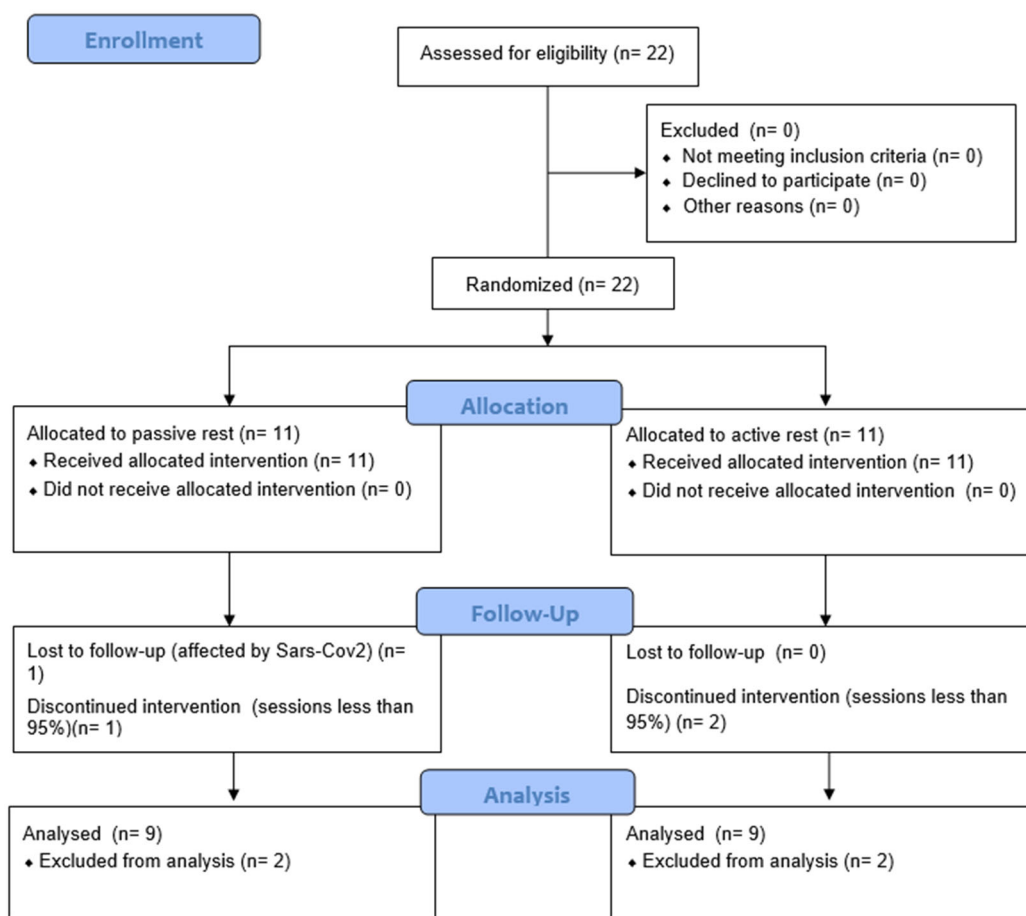 Enrollment
Assessed for eligibility (n= 22)
Excluded (n= 0)
⬥ Not meeting inclusion criteria (n= 0)
⬥ Declined to participate (n= 0)
⬥ Other reasons (n= 0)
Randomized (n= 22)
Allocation
Allocated to passive rest (n= 11)
⬥ Received allocated intervention (n= 11)
⬥ Did not receive allocated intervention (n= 0)
Allocated to active rest (n= 11)
⬥ Received allocated intervention (n= 11)
⬥ Did not receive allocated intervention (n= 0)
Follow-Up
Lost to follow-up (affected by Sars-Cov2) (n=
1)
Discontinued intervention (sessions less than
95%)(n= 1)
Lost to follow-up (n= 0)
Discontinued intervention (sessions less than
95%) (n= 2)
Analysis
Analysed (n= 9)
⬥ Excluded from analysis (n= 2)
Analysed (n= 9)
⬥ Excluded from analysis (n= 2)